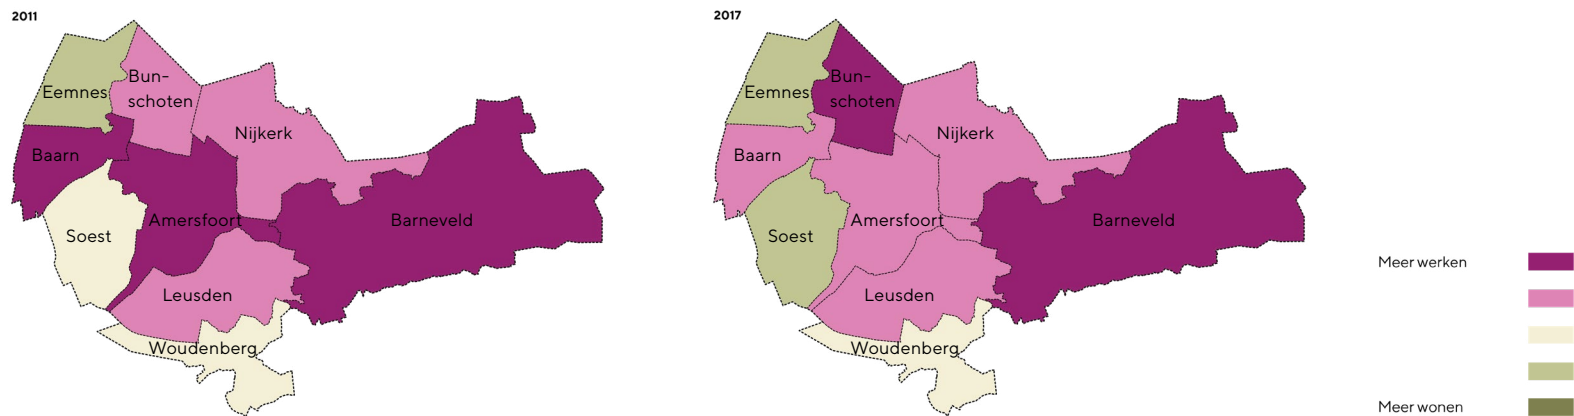 2011
Eemnes
Bun-
schoten
Nijkerk
Baarn
Amersfoort
Barneveld
Soest
Leusden
Woudenberg
2017
Eemnes
Bun-
schoten
Nijkerk
Baarn
Amersfoort
Barneveld
Soest
Leusden
Woudenberg
Meer werken
Meer wonen